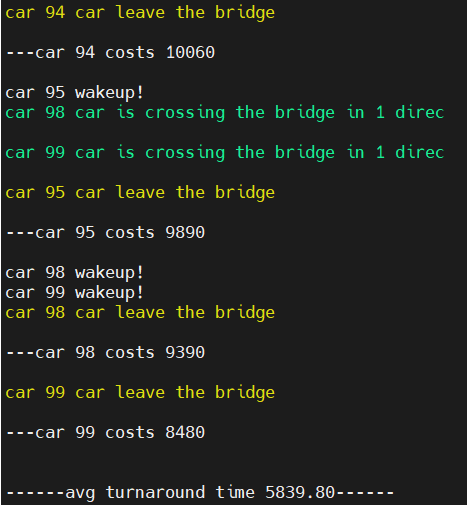 car 94 car leave the bridge
---car 94 costs 10060
car 95 wakeup!
car 98 car is crossing the bridge in 1 direc
car 99 car is crossing the bridge in 1 direc
car 95 car leave the bridge
---car 95 costs 9890
car 98 wakeup!
car 99 wakeup!
car 98 car leave the bridge
---car 98 costs 9390
car 99 car leave the bridge
---car 99 costs 8480
------avg turnaround time 5839.80------